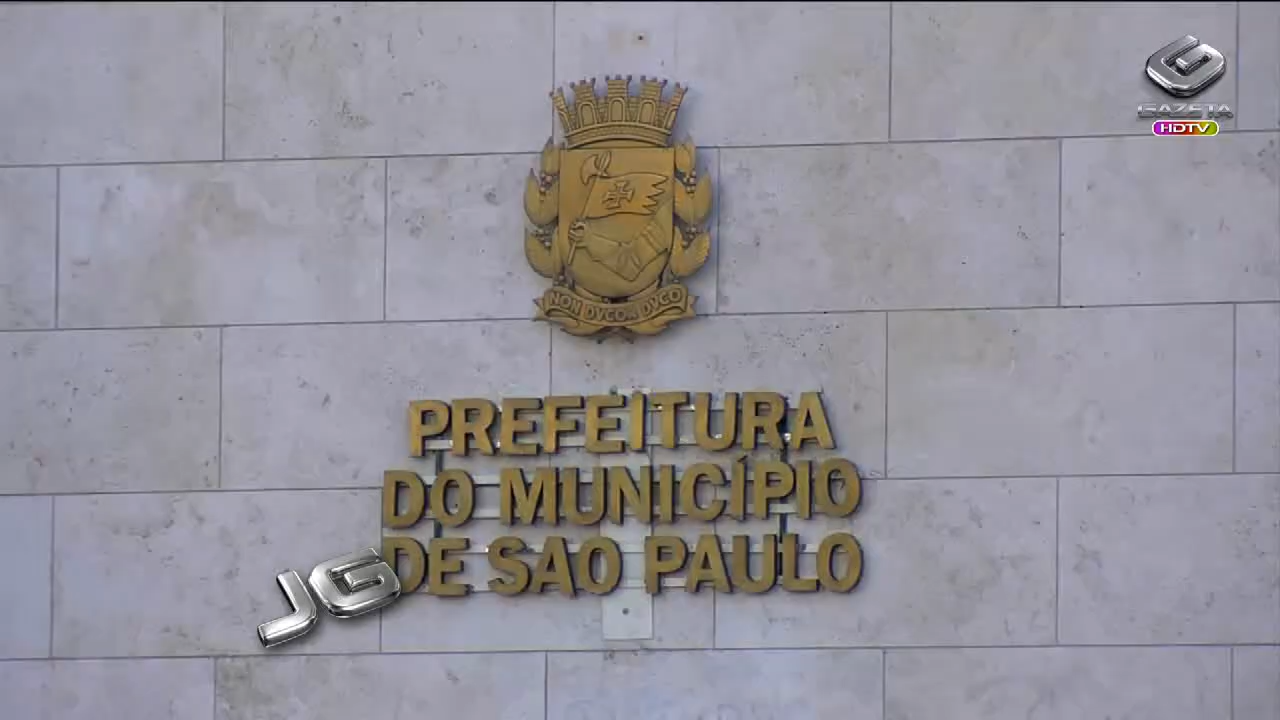 GAZETA
HDTV
NON DVCOR DVCO
PREFEITURA
DO MUNICÍPIO
DE SAO PAULO
JG